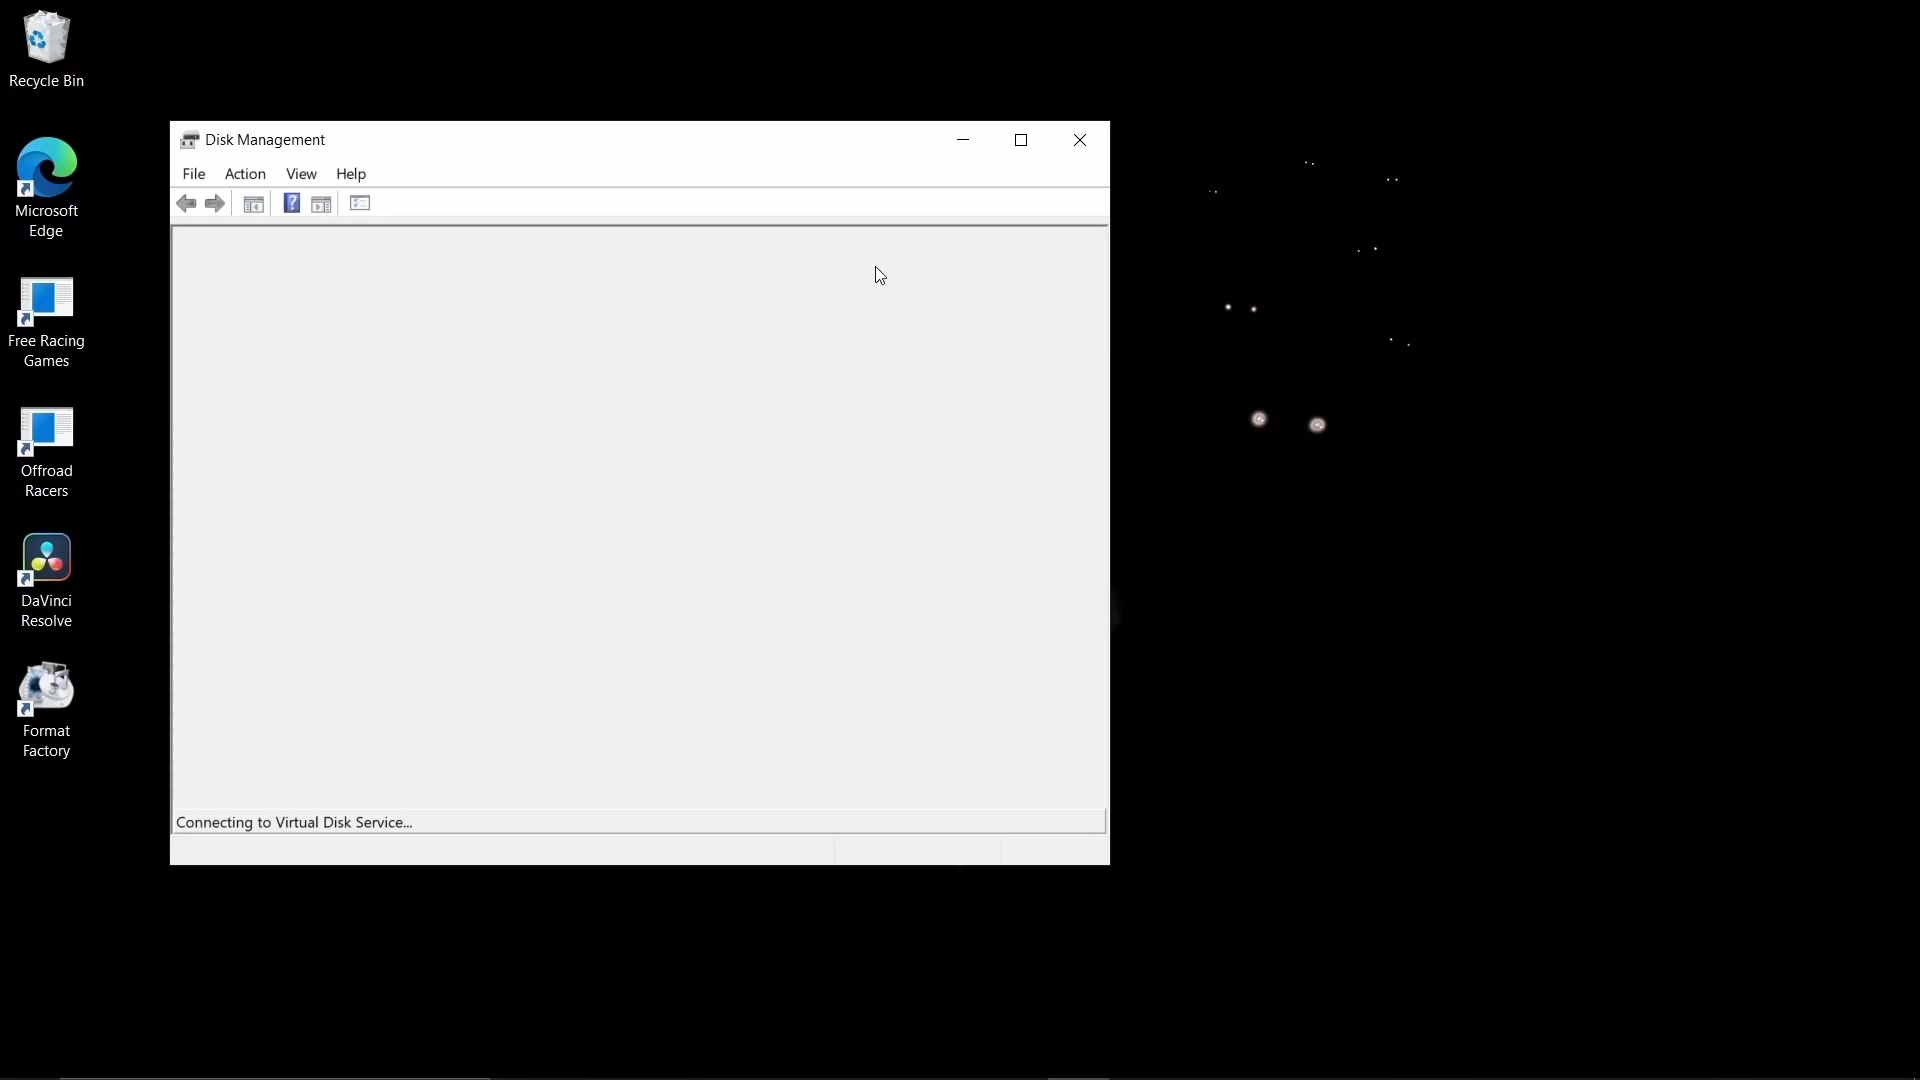 Recycle Bin
Disk Management
File Action View Help
?
Microsoft
Edge
Free Racing
Games
Offroad
Racers
DaVinci
Resolve
Format
Factory
Connecting to Virtual Disk Service...